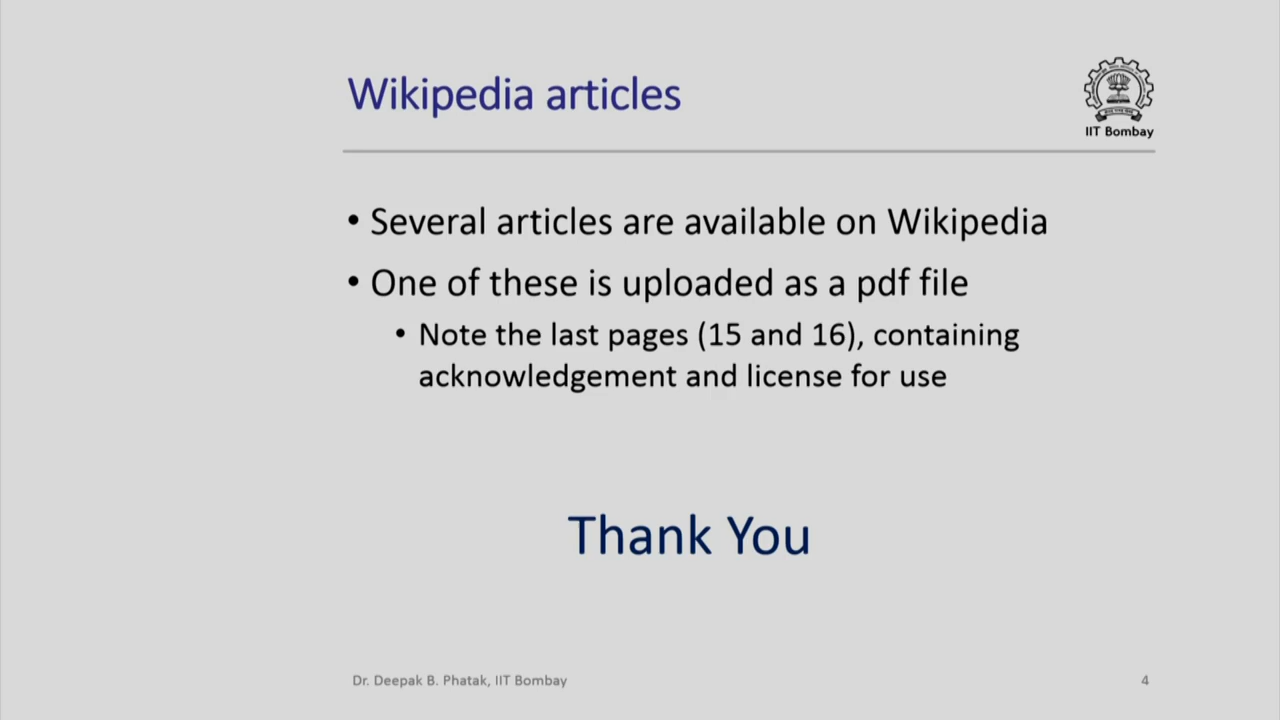 Wikipedia articles
IIT Bombay
• Several articles are available on Wikipedia
• One of these is uploaded as a pdf file
• Note the last pages (15 and 16), containing
acknowledgement and license for use
Thank You
Dr. Deepak B. Phatak, IIT Bombay
4